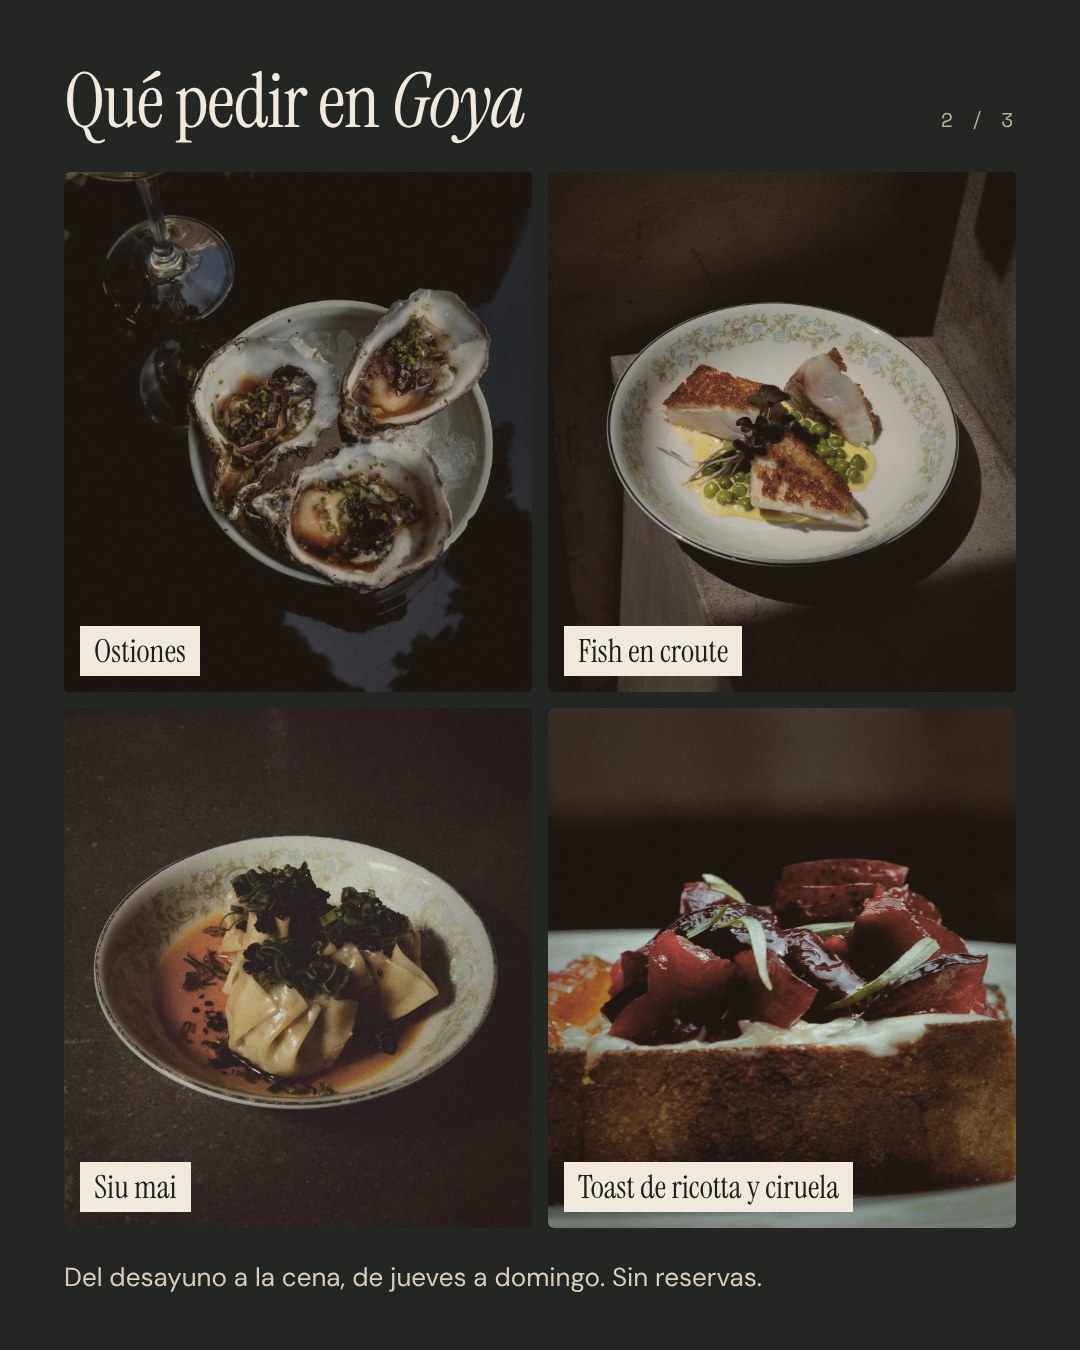 Qué pedir en Goya
2 / 3
Ostiones
Fish en croute
Siu mai
Toast de ricotta y ciruela
Del desayuno a la cena, de jueves a domingo. Sin reservas.